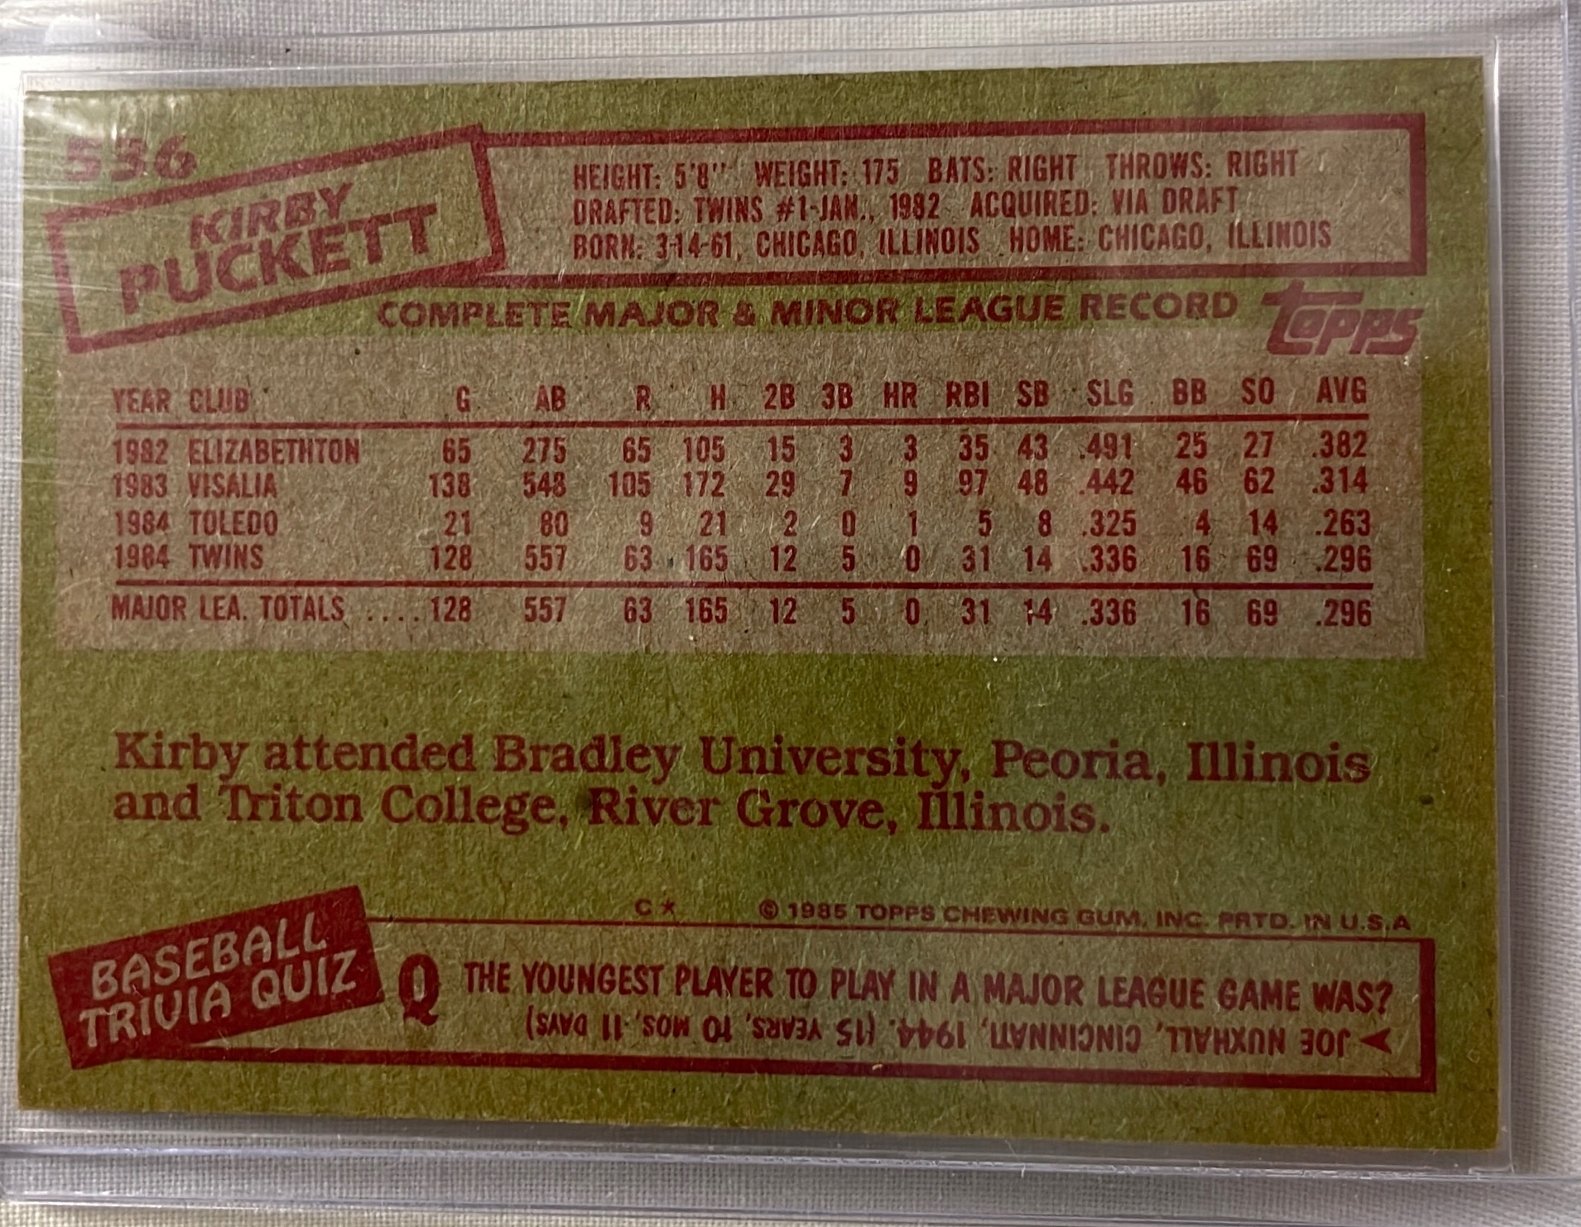 536
KIRBY
PUCKETT
HEIGHT: 5'8" WEIGHT: 175 BATS: RIGHT THROWS: RIGHT
DRAFTED: TWINS #1-JAN., 1982 ACQUIRED: VIA DRAFT
BORN: 3-14-61, CHICAGO, ILLINOIS HOME: CHICAGO, ILLINOIS
COMPLETE MAJOR & MINOR LEAGUE RECORD
Topps
YEAR CLUB G AB R H 2B 3B HR RBI SB SLG BB SO AVG
1982 ELIZABETHTON 65 275 65 105 15 3 3 35 43 .491 25 27 .382
1983 VISALIA 138 548 105 172 29 7 9 97 48 .442 46 62 .314
1984 TOLEDO 21 80 9 21 2 0 1 5 8 .325 4 14 .263
1984 TWINS 128 557 63 165 12 5 0 31 14 .336 16 69 .296
MAJOR LEA. TOTALS .... 128 557 63 165 12 5 0 31 14 .336 16 69 .296
Kirby attended Bradley University, Peoria, Illinois
and Triton College, River Grove, Illinois.
C* © 1985 TOPPS CHEWING GUM, INC. PRTD. IN U.S.A
BASEBALL
TRIVIA QUIZ
Q THE YOUNGEST PLAYER TO PLAY IN A MAJOR LEAGUE GAME WAS?
JOE NUXHALL, CINCINNATI, 1944. (15 YEARS, 10 MOS., 11 DAYS)